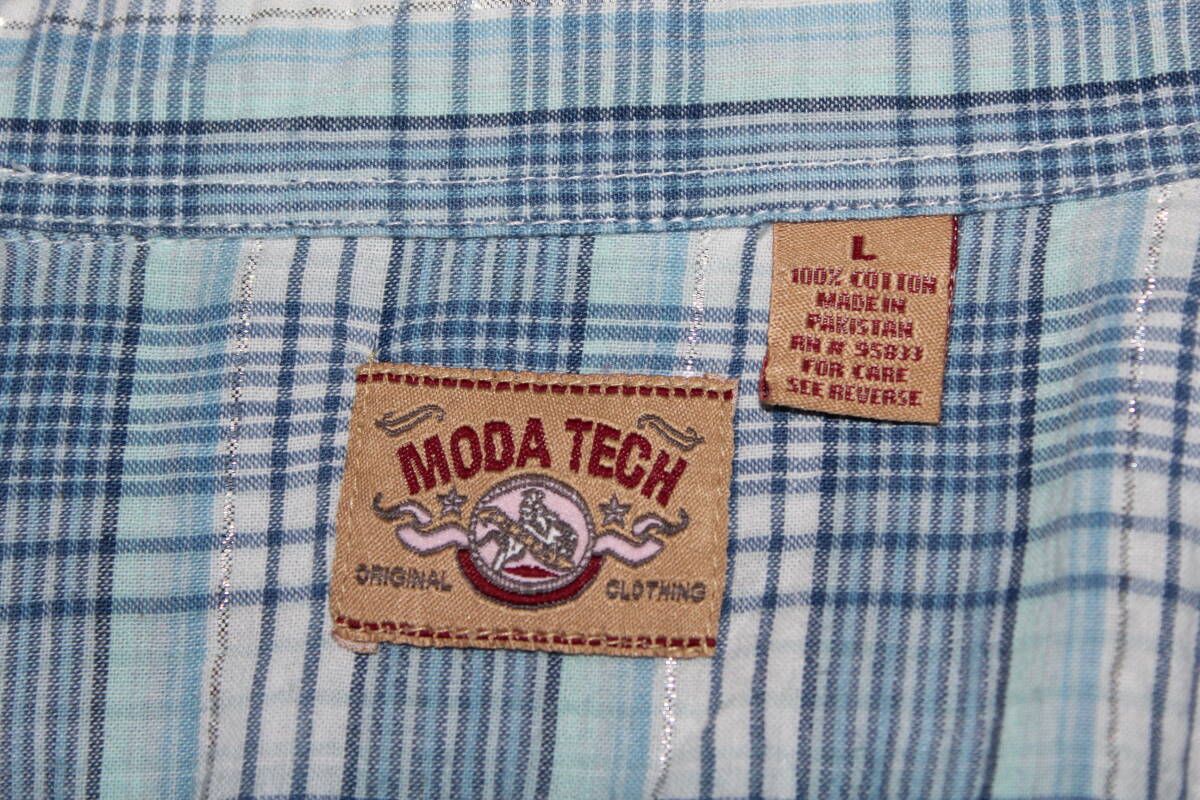 L
100% COTTON
MADE IN
PAKISTAN
RN # 95833
FOR CARE
SEE REVERSE
MODA TECH
ORIGINAL CLOTHING